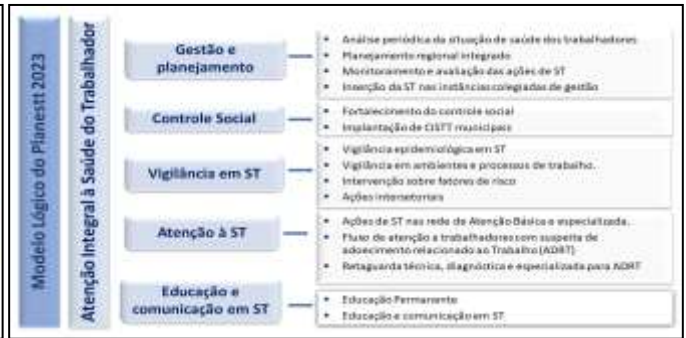 Modelo Lógico do Planestt 2023
Atenção Integral à Saúde do Trabalhador
Gestão e
planejamento
• Análise periódica da situação de saúde dos trabalhadores
• Planejamento regional integrado
• Monitoramento e avaliação das ações de ST
• Inserção da ST nas instâncias colegiadas de gestão
Controle Social
• Fortalecimento do controle social
• Implantação de CISTT municipais
Vigilância em ST
• Vigilância epidemiológica em ST
• Vigilância em ambientes e processos de trabalho.
• Intervenção sobre fatores de risco
• Ações intersetoriais
Atenção à ST
• Ações de ST nas rede de Atenção Básica e especializada.
• Fluxo de atenção a trabalhadores com suspeita de
adoecimento relacionado ao Trabalho (ADRT)
• Retaguarda técnica, diagnóstica e especializada para ADRT
Educação e
comunicação em ST
• Educação Permanente
• Educação e comunicação em ST